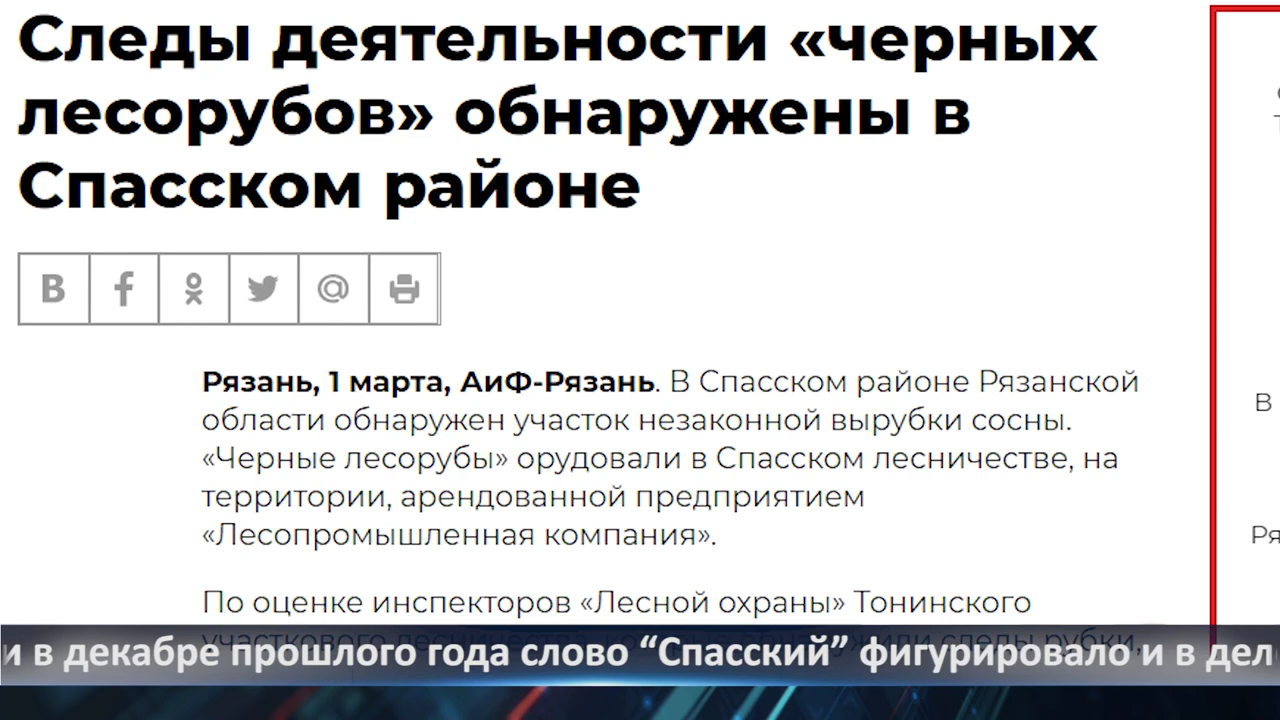 Следы деятельности «черных
лесорубов» обнаружены в
Спасском районе
Рязань, 1 марта, АиФ-Рязань. В Спасском районе Рязанской
области обнаружен участок незаконной вырубки сосны.
«Черные лесорубы» орудовали в Спасском лесничестве, на
территории, арендованной предприятием
«Лесопромышленная компания».
По оценке инспекторов «Лесной охраны» Тонинского
и в декабре прошлого года слово “Спасский” фигурировало и в дел
В
Ря